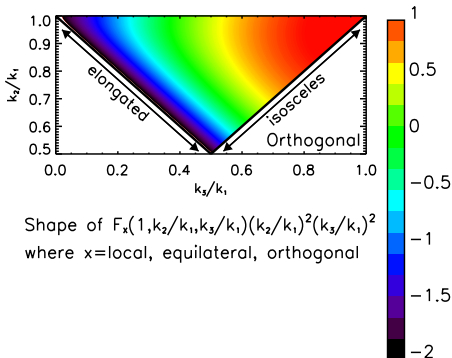 1.0
0.9
0.8
0.7
0.6
0.5
k₂/k₁
elongated
isosceles
Orthogonal
0.0 0.2 0.4 0.6 0.8 1.0
k₃/k₁
1
0.5
0
−0.5
−1
−1.5
−2
Shape of Fₓ(1,k₂/k₁,k₃/k₁)(k₂/k₁)²(k₃/k₁)²
where x=local, equilateral, orthogonal